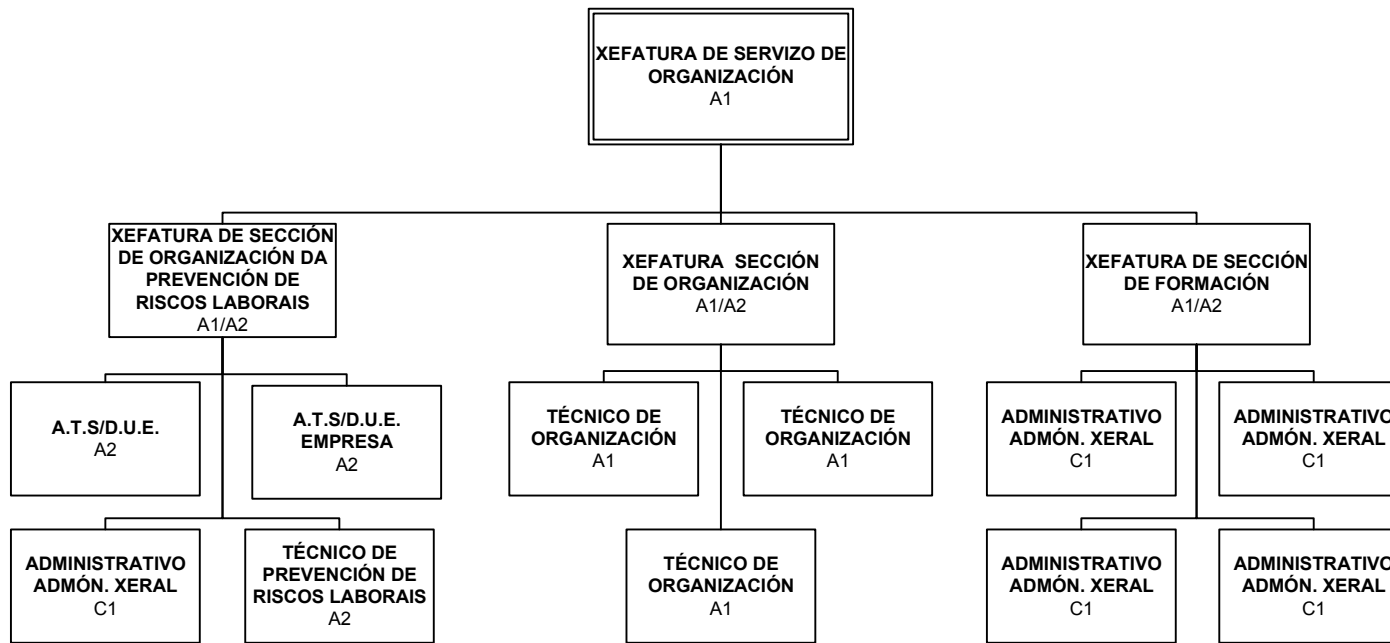 XEFATURA DE SERVIZO DE
ORGANIZACIÓN
A1
XEFATURA DE SECCIÓN
DE ORGANIZACIÓN DA
PREVENCIÓN DE
RISCOS LABORAIS
A1/A2
XEFATURA SECCIÓN
DE ORGANIZACIÓN
A1/A2
XEFATURA DE SECCIÓN
DE FORMACIÓN
A1/A2
A.T.S/D.U.E.
A2
A.T.S/D.U.E.
EMPRESA
A2
TÉCNICO DE
ORGANIZACIÓN
A1
TÉCNICO DE
ORGANIZACIÓN
A1
ADMINISTRATIVO
ADMÓN. XERAL
C1
ADMINISTRATIVO
ADMÓN. XERAL
C1
ADMINISTRATIVO
ADMÓN. XERAL
C1
TÉCNICO DE
PREVENCIÓN DE
RISCOS LABORAIS
A2
TÉCNICO DE
ORGANIZACIÓN
A1
ADMINISTRATIVO
ADMÓN. XERAL
C1
ADMINISTRATIVO
ADMÓN. XERAL
C1